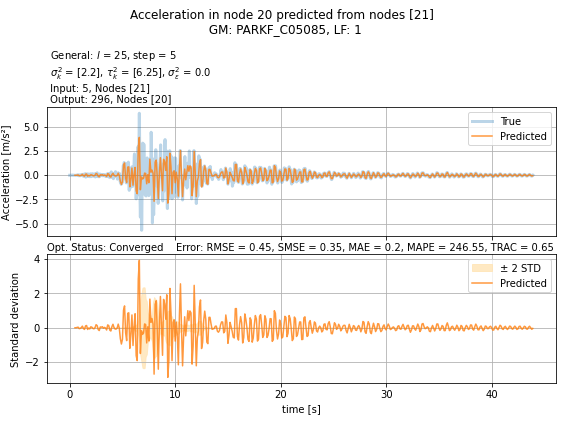 Acceleration in node 20 predicted from nodes [21]
GM: PARKF_C05085, LF: 1
General: l = 25, step = 5
σ²ₖ = [2.2], τ²ₖ = [6.25], σ²_ε = 0.0
Input: 5, Nodes [21]
Output: 296, Nodes [20]
Acceleration [m/s²]
5.0
2.5
0.0
−2.5
−5.0
True
Predicted
Opt. Status: Converged Error: RMSE = 0.45, SMSE = 0.35, MAE = 0.2, MAPE = 246.55, TRAC = 0.65
Standard deviation
4
2
0
−2
± 2 STD
Predicted
0 10 20 30 40
time [s]